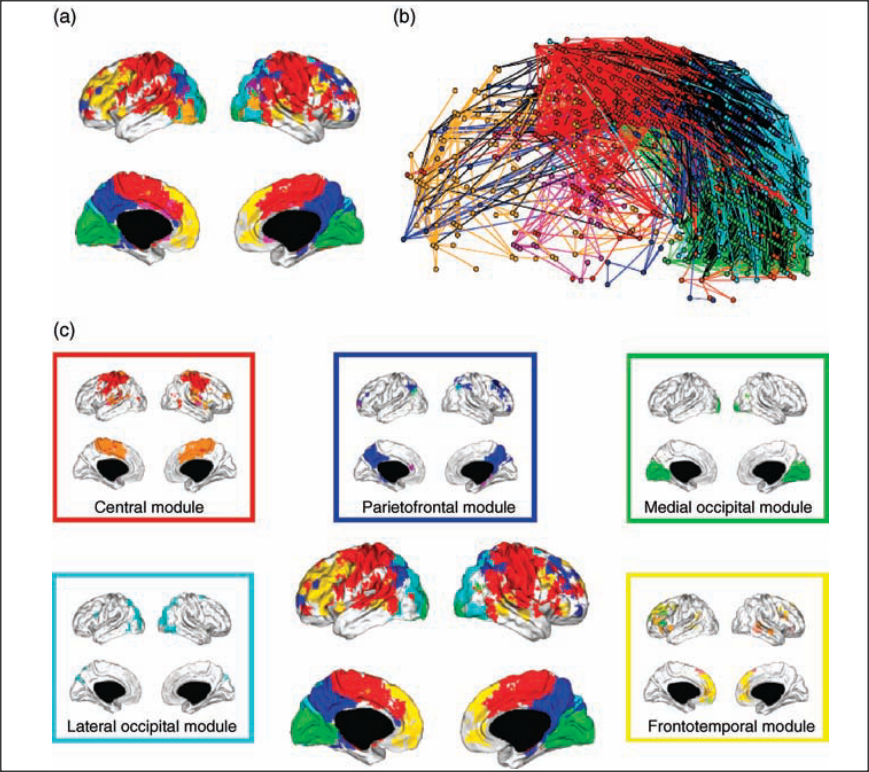 (a)
(b)
(c)
Central module
Parietofrontal module
Medial occipital module
Lateral occipital module
Frontotemporal module